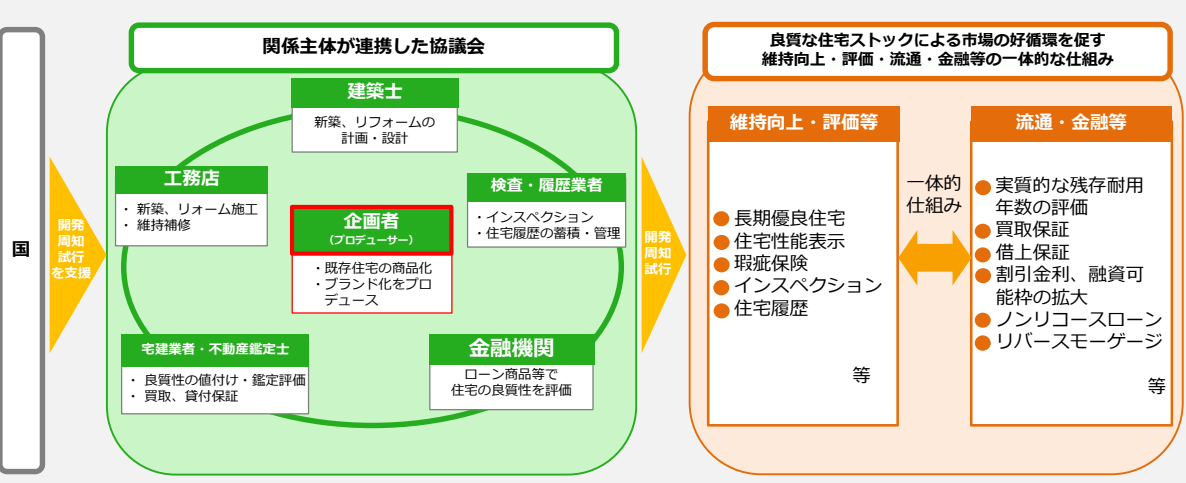 国
開発
周知
試行
を支援
関係主体が連携した協議会
建築士
新築、リフォームの
計画・設計
工務店
・ 新築、リォーム施工
・ 維持補修
検査・履歴業者
・インスペクション
・住宅履歴の蓄積・管理
企画者
(プロデューサー)
・既存住宅の商品化
・ブランド化をプロ
デュース
宅建業者・不動産鑑定士
・ 良質性の値付け・鑑定評価
・ 買取、貸付保証
金融機関
ローン商品等で
住宅の良質性を評価
開発
周知
試行
良質な住宅ストックによる市場の好循環を促す
維持向上・評価・流通・金融等の一体的な仕組み
維持向上・評価等
●長期優良住宅
●住宅性能表示
●瑕疵保険
●インスペクション
●住宅履歴
等
一体的
仕組み
流通・金融等
●実質的な残存耐用
年数の評価
●買取保証
●借上保証
●割引金利、融資可
能枠の拡大
●ノンリコースローン
●リバースモーゲージ
等